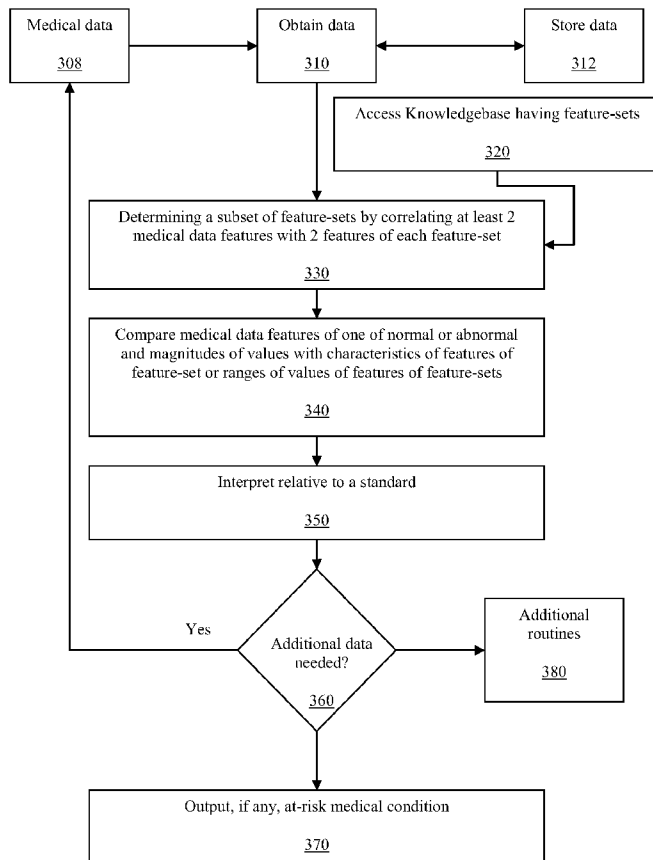 Medical data
308
Obtain data
310
Store data
312
Access Knowledgebase having feature-sets
320
Determining a subset of feature-sets by correlating at least 2
medical data features with 2 features of each feature-set
330
Compare medical data features of one of normal or abnormal
and magnitudes of values with characteristics of features of
feature-set or ranges of values of features of feature-sets
340
Interpret relative to a standard
350
Yes
Additional data
needed?
360
Additional
routines
380
Output, if any, at-risk medical condition
370